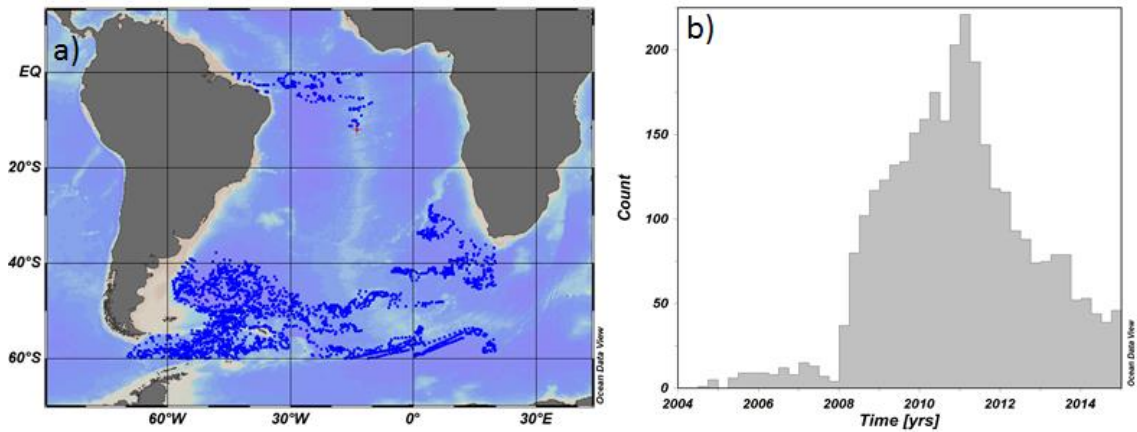 a)
EQ
20°S
40°S
60°S
60°W
30°W
0°
30°E
Ocean Data View
b)
200
150
100
50
0
Count
2004
2006
2008
2010
2012
2014
Time [yrs]
Ocean Data View